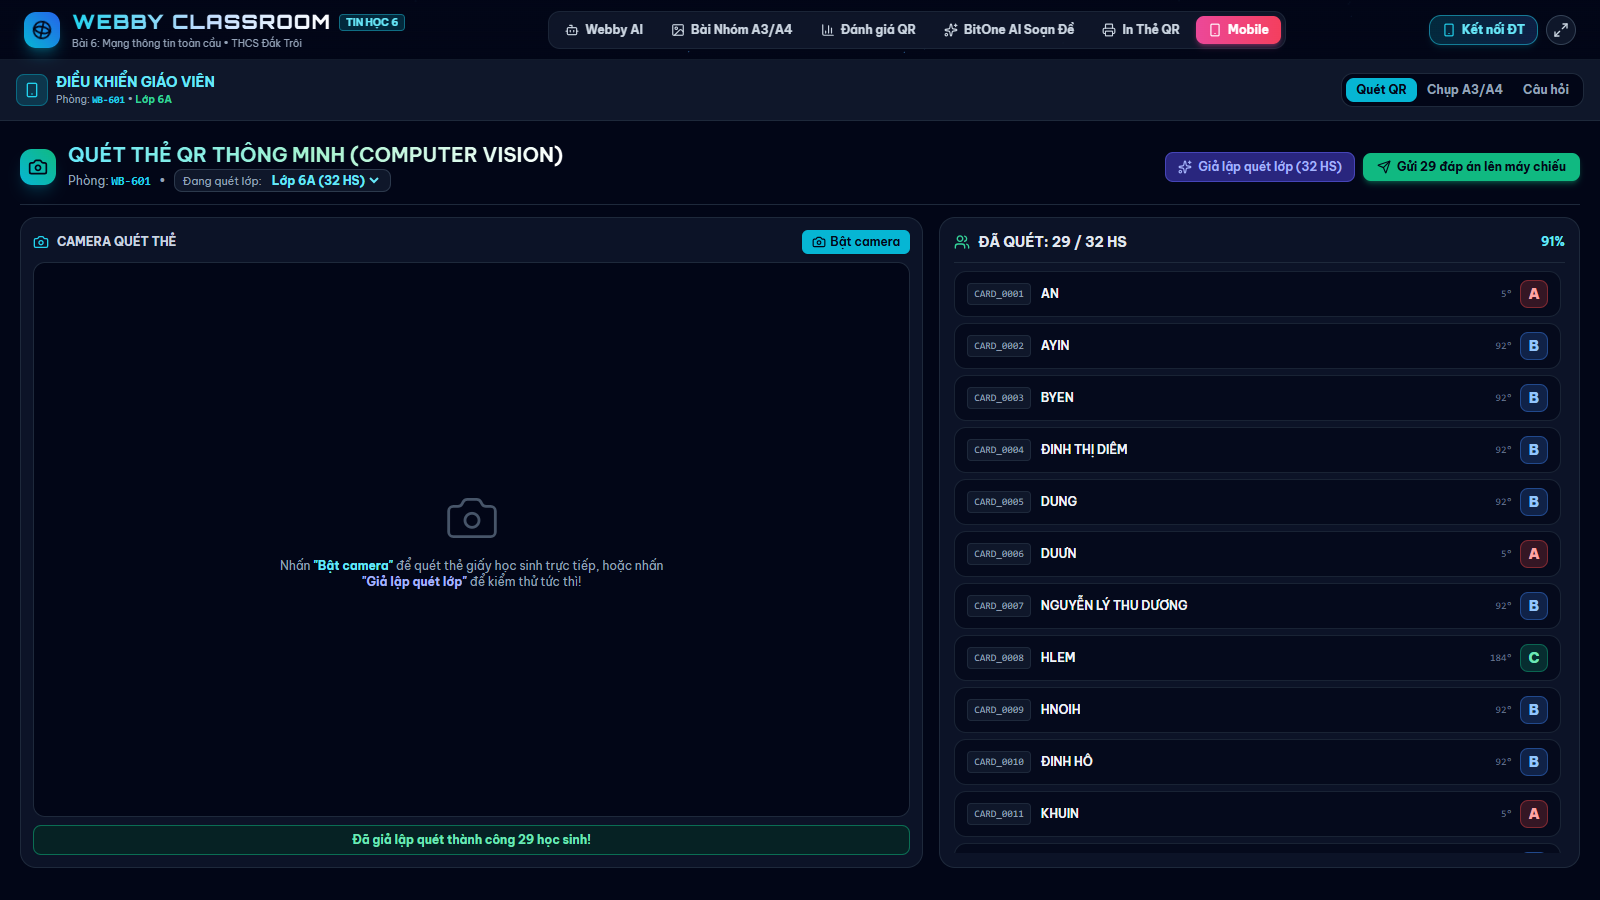 WEBBY CLASSROOM TIN HỌC 6
Bài 6: Mạng thông tin toàn cầu • THCS Đắk Trôi
Webby AI
Bài Nhóm A3/A4
Đánh giá QR
BitOne AI Soạn Đề
In Thẻ QR
Mobile
Kết nối ĐT
ĐIỀU KHIỂN GIÁO VIÊN
Phòng: WB-601 • Lớp 6A
Quét QR
Chụp A3/A4
Câu hỏi
QUÉT THẺ QR THÔNG MINH (COMPUTER VISION)
Phòng: WB-601 • Đang quét lớp: Lớp 6A (32 HS)
Giả lập quét lớp (32 HS)
Gửi 29 đáp án lên máy chiếu
CAMERA QUÉT THẺ
Bật camera
Nhấn "Bật camera" để quét thẻ giấy học sinh trực tiếp, hoặc nhấn
"Giả lập quét lớp" để kiểm thử tức thì!
Đã giả lập quét thành công 29 học sinh!
ĐÃ QUÉT: 29 / 32 HS
91%
CARD_0001 AN 5° A
CARD_0002 AYIN 92° B
CARD_0003 BYEN 92° B
CARD_0004 ĐINH THỊ DIÊM 92° B
CARD_0005 DUNG 92° B
CARD_0006 DUƯN 5° A
CARD_0007 NGUYỄN LÝ THU DƯƠNG 92° B
CARD_0008 HLEM 184° C
CARD_0009 HNOIH 92° B
CARD_0010 ĐINH HÔ 92° B
CARD_0011 KHUIN 5° A